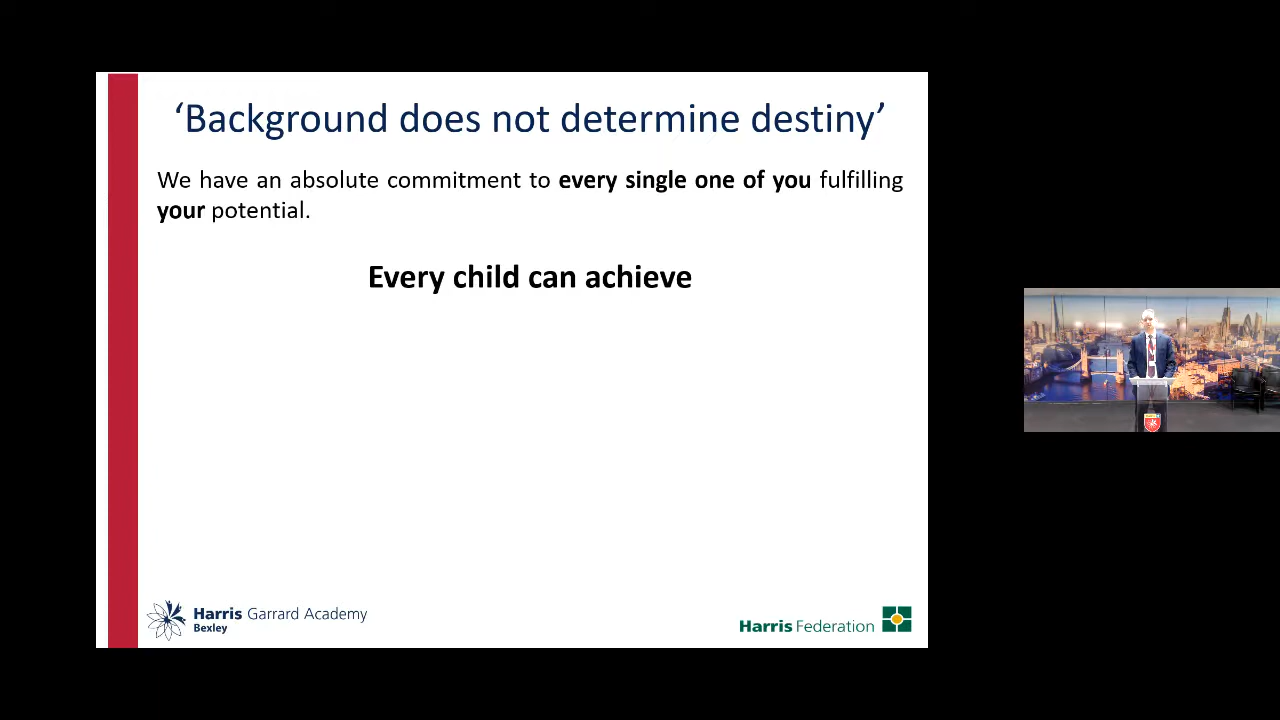 ‘Background does not determine destiny’
We have an absolute commitment to every single one of you fulfilling
your potential.
Every child can achieve
Harris Garrard Academy
Bexley
Harris Federation